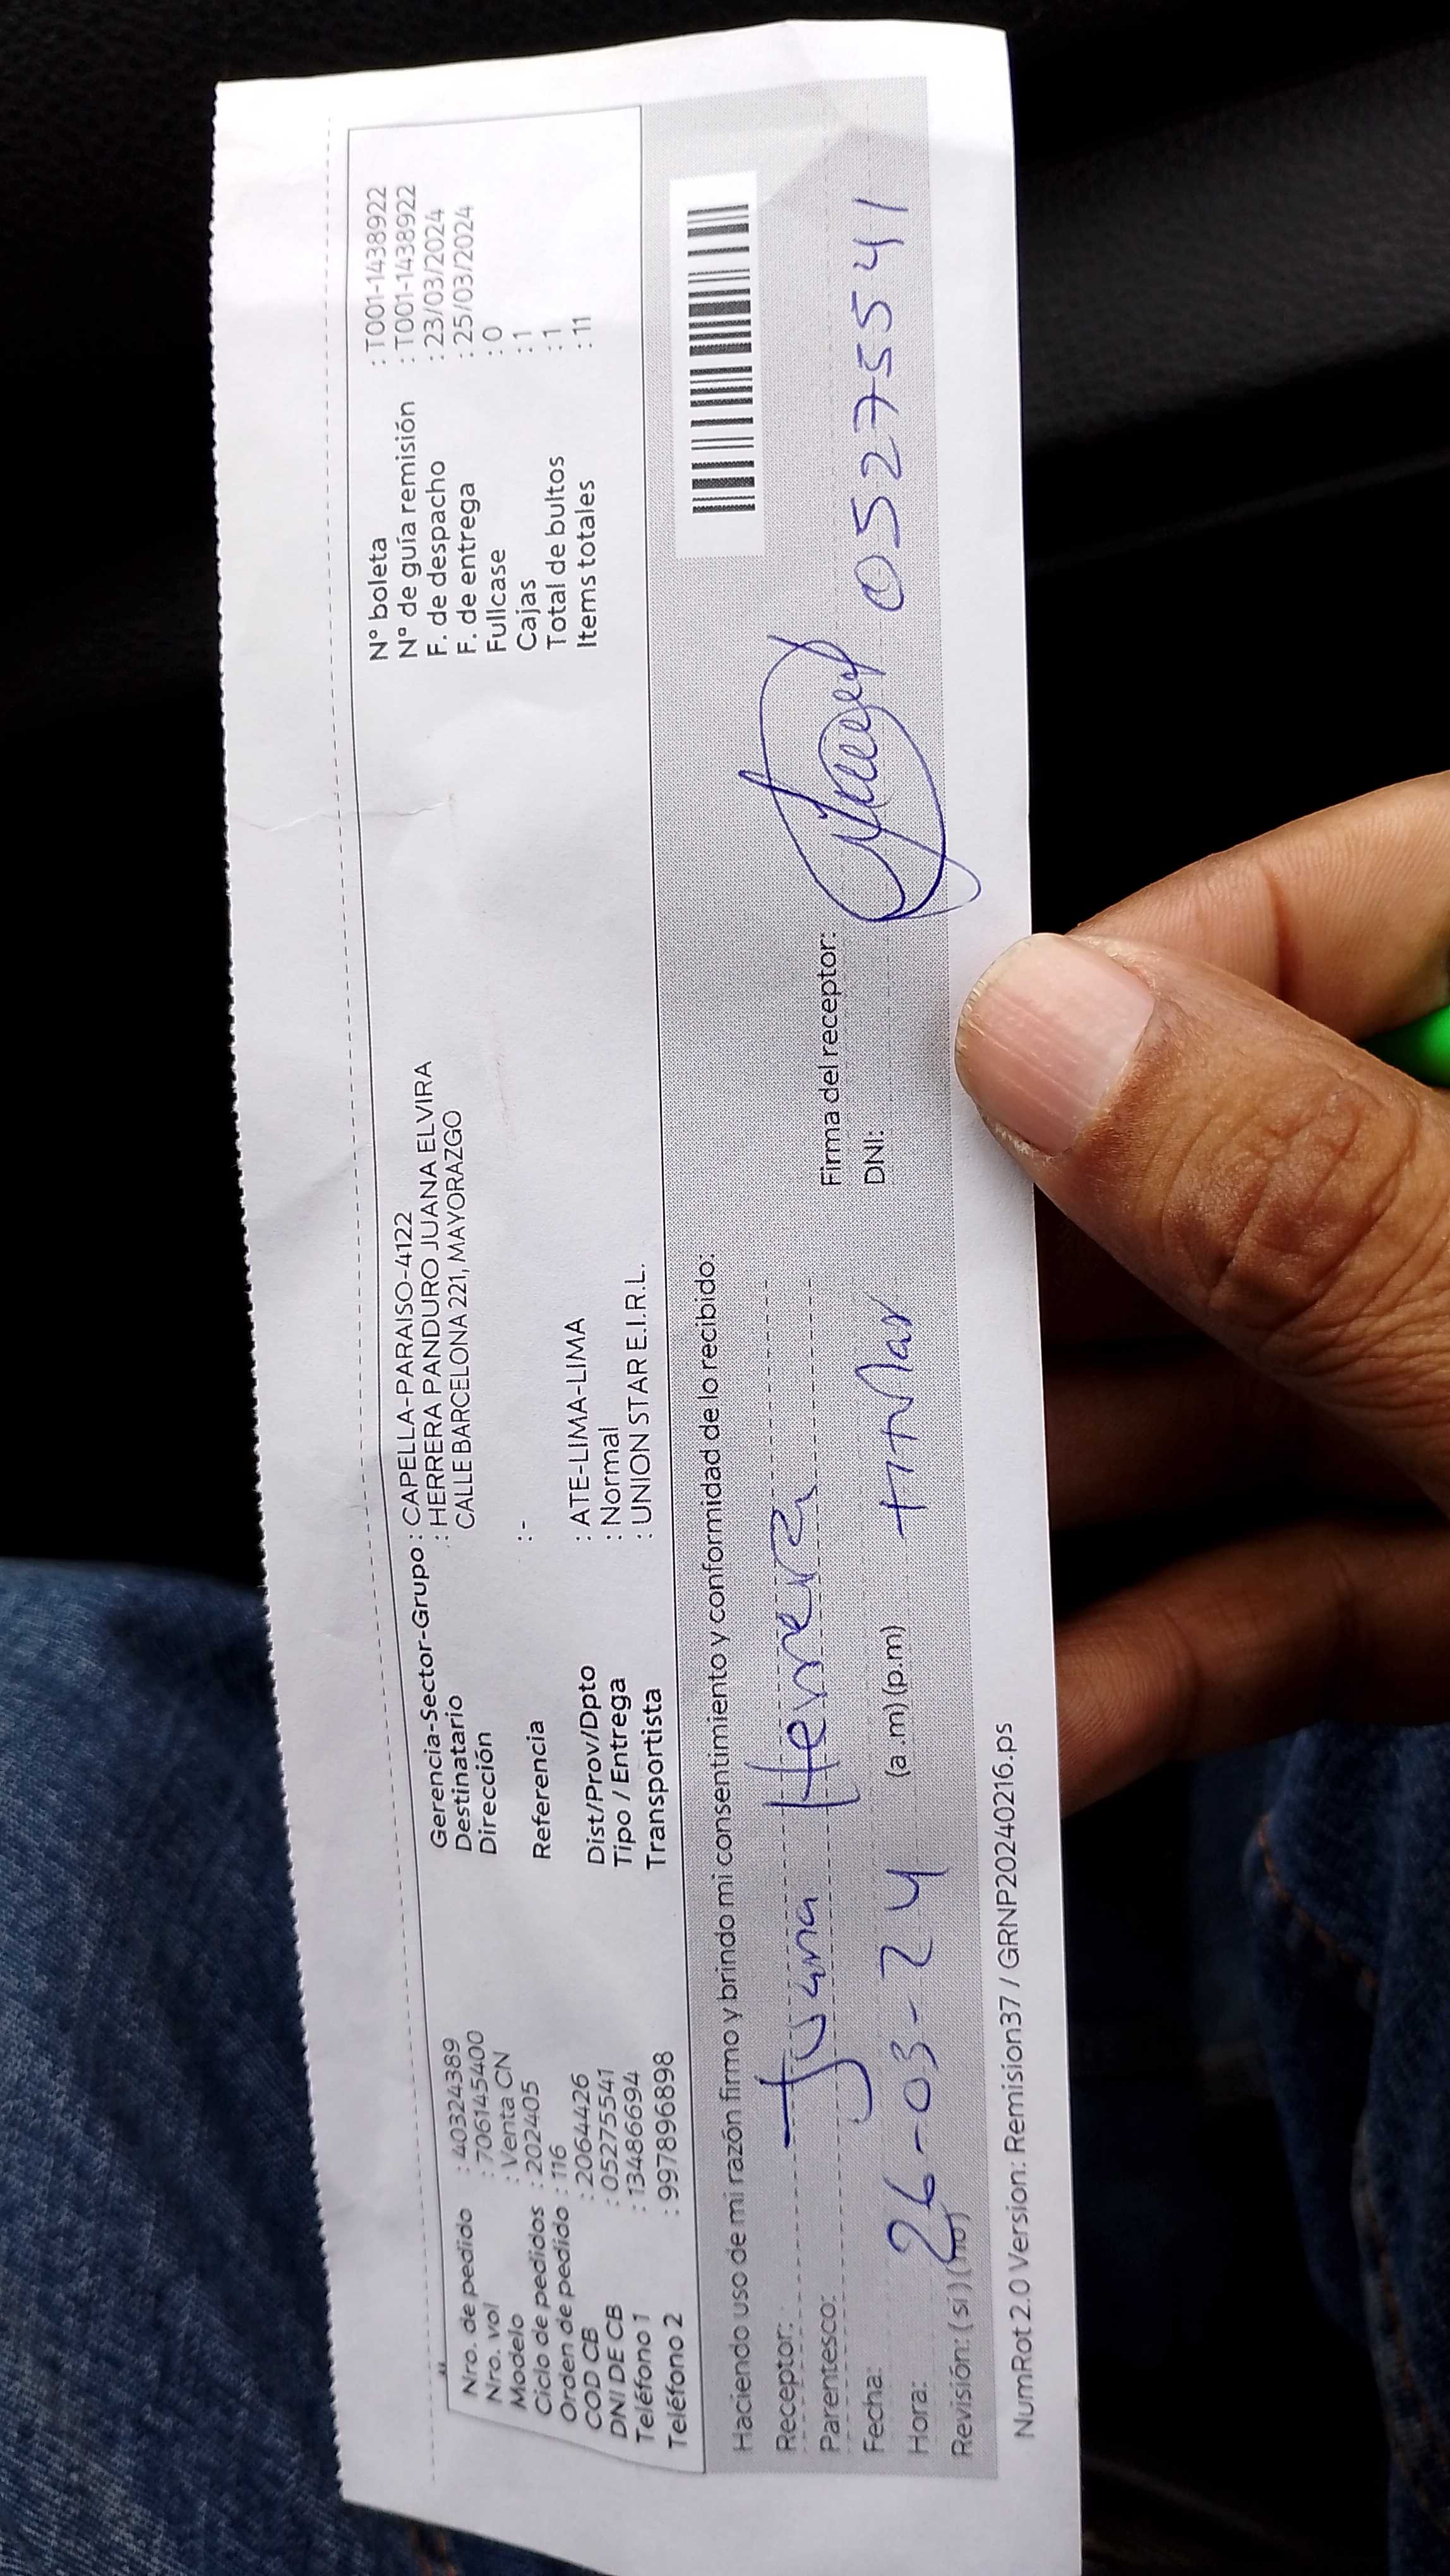 Nro. de pedido : 40324389
Nro. vol : 706145400
Modelo : Venta CN
Ciclo de pedidos : 202405
Orden de pedido : 116
COD CB : 20644426
DNI DE CB : 05275541
Teléfono 1 : 13486694
Teléfono 2 : 997896898
Gerencia-Sector-Grupo : CAPELLA-PARAISO-4122
Destinatario : HERRERA PANDURO JUANA ELVIRA
Dirección CALLE BARCELONA 221, MAYORAZGO
Referencia : -
Dist/Prov/Dpto : ATE-LIMA-LIMA
Tipo / Entrega : Normal
Transportista : UNION STAR E.I.R.L.
N° boleta : T001-1438922
N° de guía remisión : T001-1438922
F. de despacho : 23/03/2024
F. de entrega : 25/03/2024
Fullcase : 0
Cajas : 1
Total de bultos : 1
Items totales : 11
Haciendo uso de mi razón firmo y brindo mi consentimiento y conformidad de lo recibido:
Receptor: Juana Herrera
Parentesco:
Fecha: 26-03-24
Hora: (a.m) (p.m)
Revisión: (si) (no)
Firma del receptor:
DNI: 05275541
NumRot 2.0 Version: Remision37 / GRNP20240216.ps